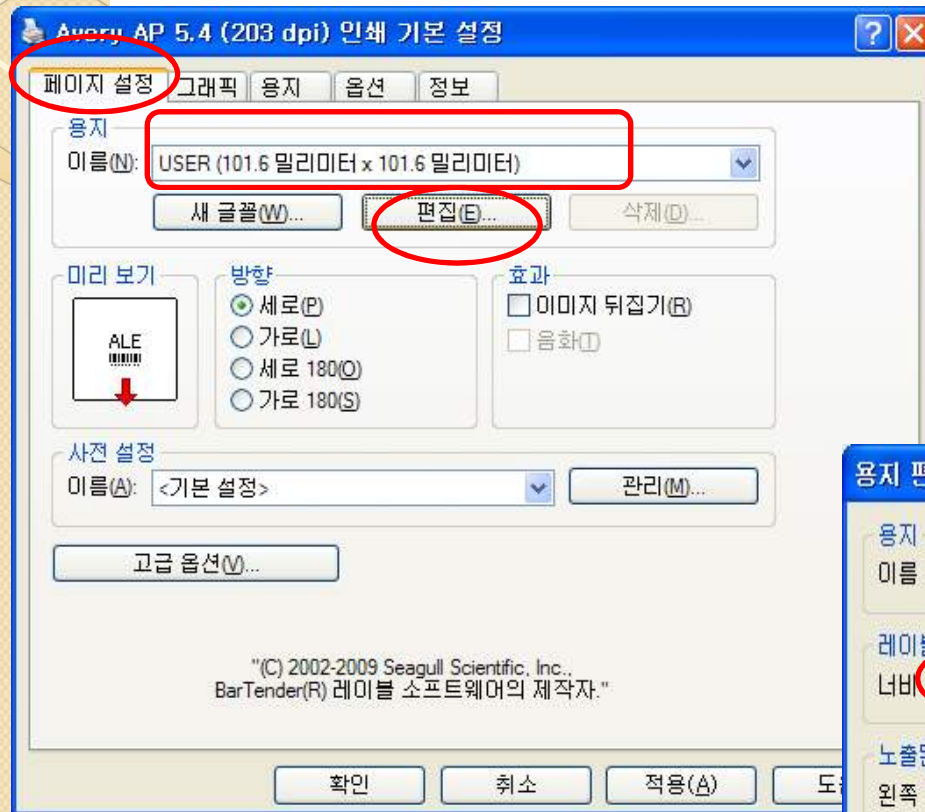 Avery AP 5.4 (203 dpi) 인쇄 기본 설정
페이지 설정 그래픽 용지 옵션 정보
용지
이름(N): USER (101.6 밀리미터 x 101.6 밀리미터)
새 글꼴(W)... 편집(E)... 삭제(D)...
미리 보기 방향 효과
ALE
세로(P) 이미지 뒤집기(R)
가로(L) 음화(T)
세로 180(O)
가로 180(S)
사전 설정
이름(A): <기본 설정> 관리(M)...
고급 옵션(V)...
"(C) 2002-2009 Seagull Scientific, Inc.,
BarTender(R) 레이블 소프트웨어의 제작자."
확인 취소 적용(A)
용지
용지
이름
너비
왼쪽